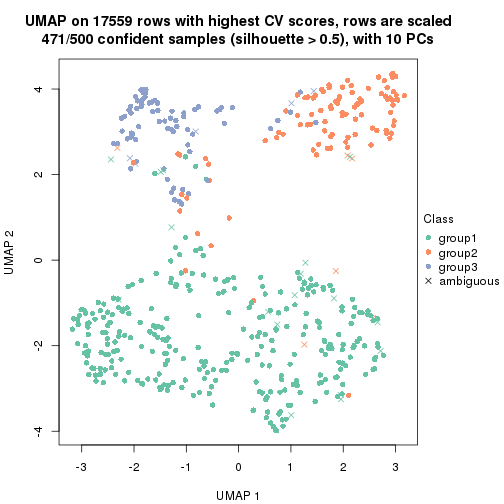 UMAP on 17559 rows with highest CV scores, rows are scaled
471/500 confident samples (silhouette > 0.5), with 10 PCs
4
2
0
-2
-4
UMAP 2
-3 -2 -1 0 1 2 3
UMAP 1
Class
group1
group2
group3
ambiguous